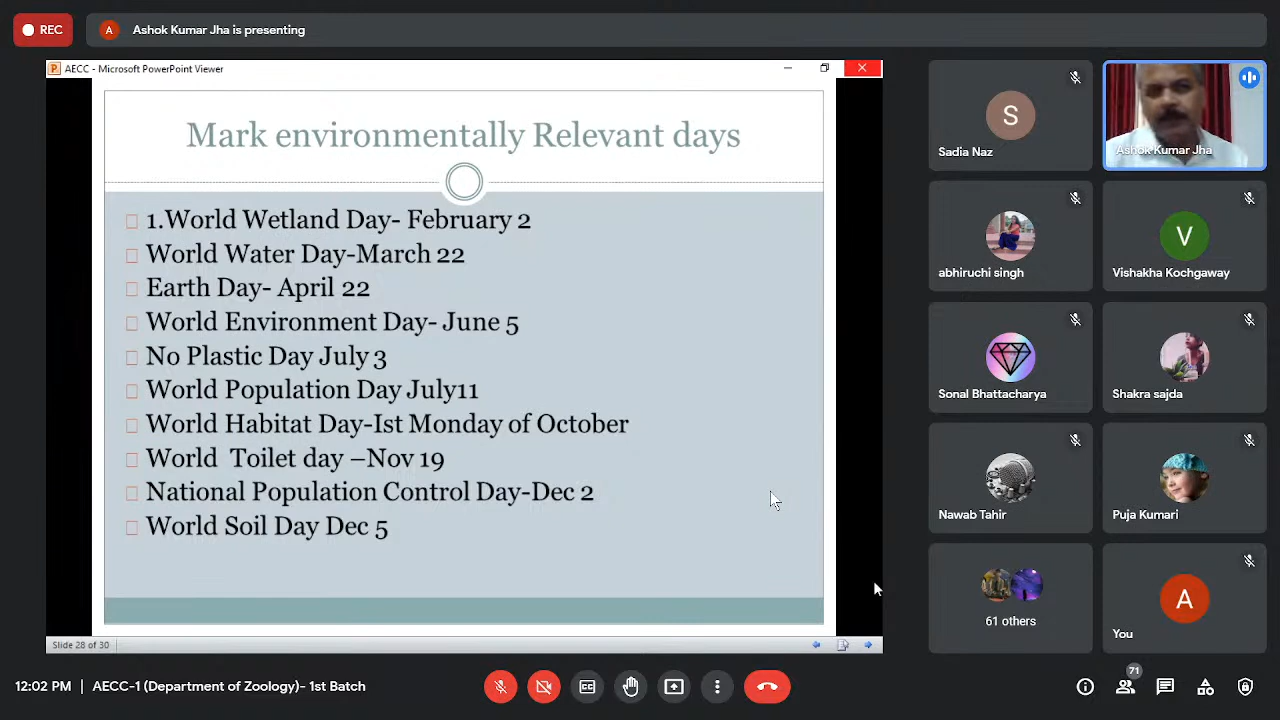 REC
A
Ashok Kumar Jha is presenting
AECC - Microsoft PowerPoint Viewer
Mark environmentally Relevant days
1.World Wetland Day- February 2
World Water Day-March 22
Earth Day- April 22
World Environment Day- June 5
No Plastic Day July 3
World Population Day July11
World Habitat Day-Ist Monday of October
World Toilet day –Nov 19
National Population Control Day-Dec 2
World Soil Day Dec 5
Slide 28 of 30
S
Sadia Naz
Ashok Kumar Jha
abhiruchi singh
V
Vishakha Kochgaway
Sonal Bhattacharya
Shakra sajda
Nawab Tahir
Puja Kumari
61 others
A
You
12:02 PM | AECC-1 (Department of Zoology)- 1st Batch
71